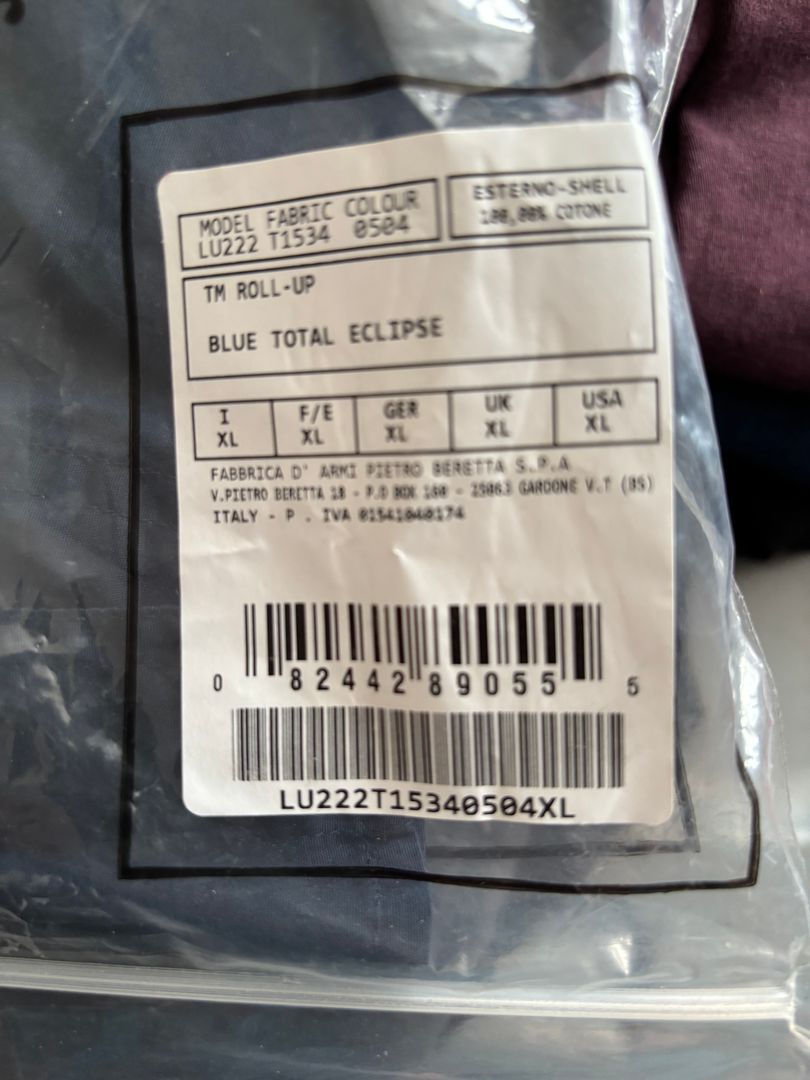 MODEL FABRIC COLOUR
LU222 T1534 0504
ESTERNO-SHELL
100,00% COTONE
TM ROLL-UP
BLUE TOTAL ECLIPSE
I F/E GER UK USA
XL XL XL XL XL
FABBRICA D' ARMI PIETRO BERETTA S.P.A
V.PIETRO BERETTA 18 - P.O BOX 160 - 25063 GARDONE V.T (BS)
ITALY - P . IVA 01541040174
0 82442 89055 5
LU222T15340504XL